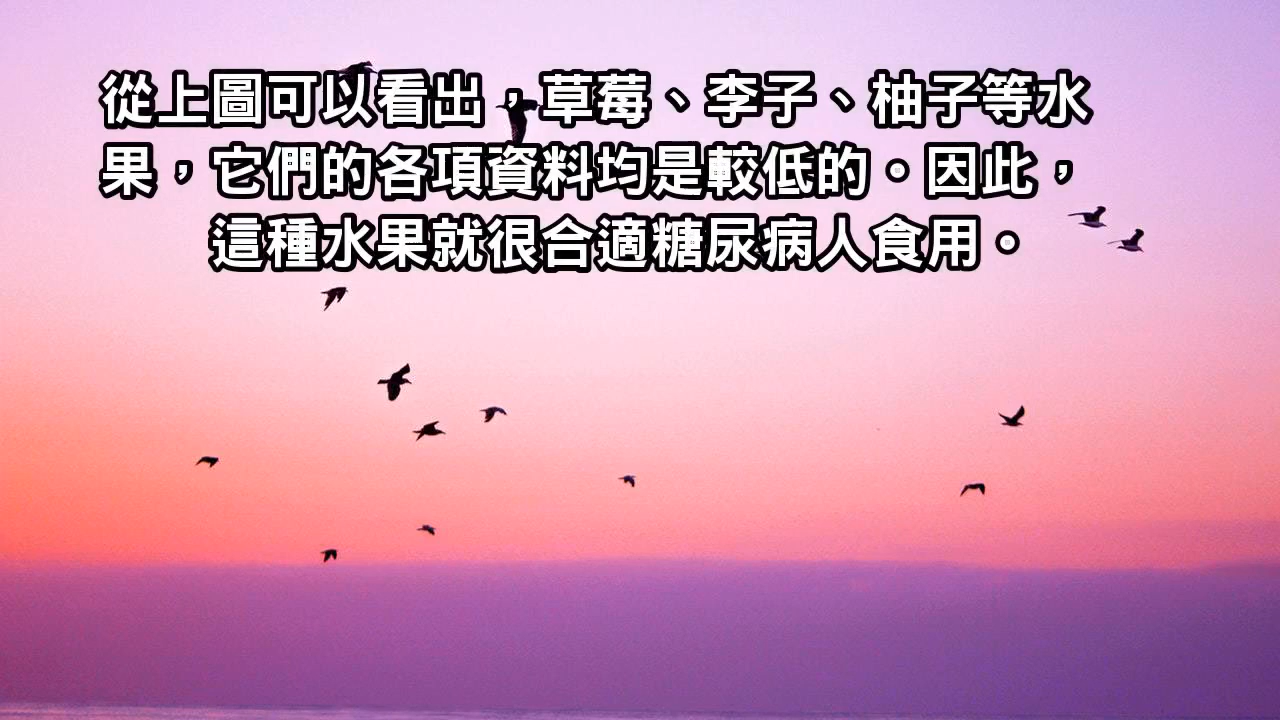 從上圖可以看出，草莓、李子、柚子等水
果，它們的各項資料均是較低的。因此，
這種水果就很合適糖尿病人食用。